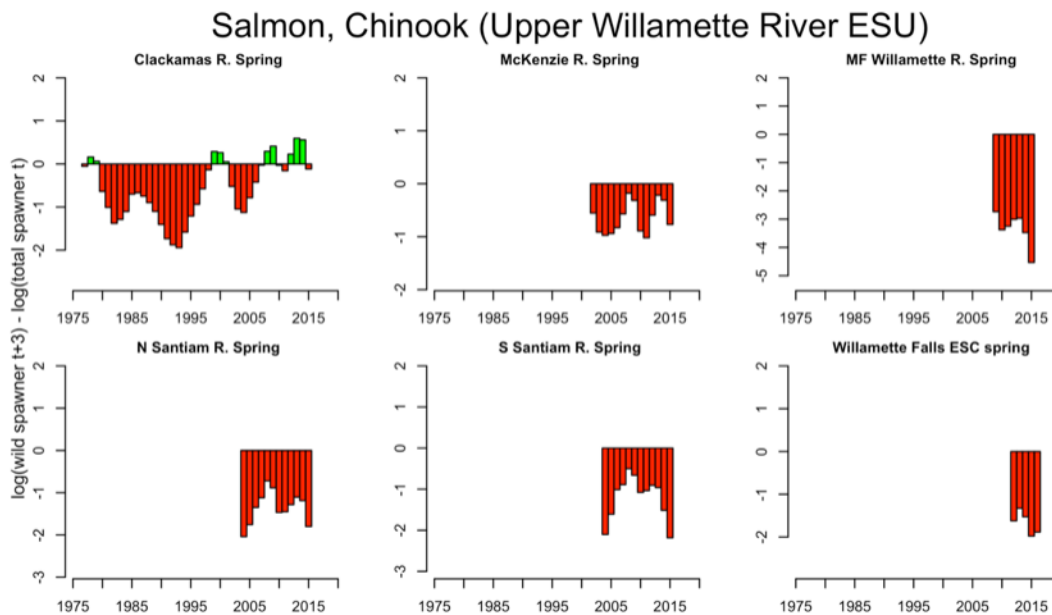 Salmon, Chinook (Upper Willamette River ESU)
Clackamas R. Spring
McKenzie R. Spring
MF Willamette R. Spring
log(wild spawner t+3) - log(total spawner t)
2
1
0
-1
-2
1975 1985 1995 2005 2015
2
1
0
-1
-2
1975 1985 1995 2005 2015
2
1
0
-1
-2
-3
-4
-5
1975 1985 1995 2005 2015
N Santiam R. Spring
S Santiam R. Spring
Willamette Falls ESC spring
2
1
0
-1
-2
-3
1975 1985 1995 2005 2015
2
1
0
-1
-2
-3
1975 1985 1995 2005 2015
2
1
0
-1
-2
1975 1985 1995 2005 2015